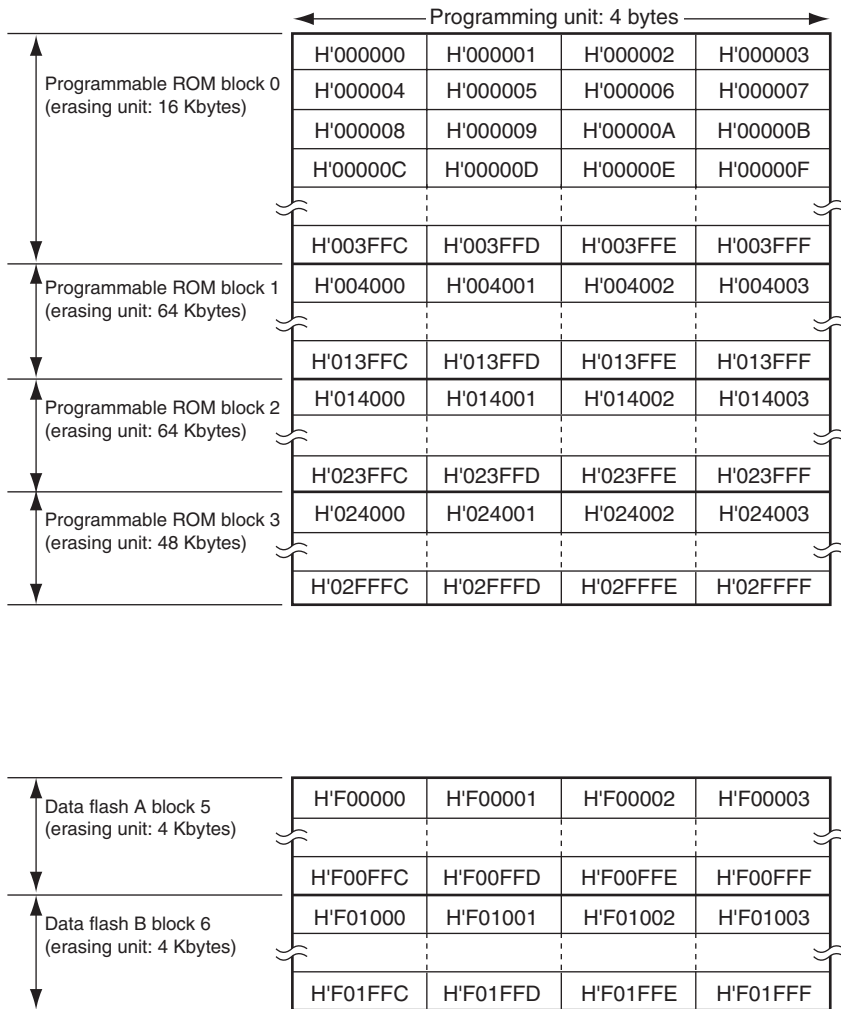 Programming unit: 4 bytes
Programmable ROM block 0
(erasing unit: 16 Kbytes)
H'000000 H'000001 H'000002 H'000003
H'000004 H'000005 H'000006 H'000007
H'000008 H'000009 H'00000A H'00000B
H'00000C H'00000D H'00000E H'00000F
H'003FFC H'003FFD H'003FFE H'003FFF
Programmable ROM block 1
(erasing unit: 64 Kbytes)
H'004000 H'004001 H'004002 H'004003
H'013FFC H'013FFD H'013FFE H'013FFF
Programmable ROM block 2
(erasing unit: 64 Kbytes)
H'014000 H'014001 H'014002 H'014003
H'023FFC H'023FFD H'023FFE H'023FFF
Programmable ROM block 3
(erasing unit: 48 Kbytes)
H'024000 H'024001 H'024002 H'024003
H'02FFFC H'02FFFD H'02FFFE H'02FFFF
Data flash A block 5
(erasing unit: 4 Kbytes)
H'F00000 H'F00001 H'F00002 H'F00003
H'F00FFC H'F00FFD H'F00FFE H'F00FFF
Data flash B block 6
(erasing unit: 4 Kbytes)
H'F01000 H'F01001 H'F01002 H'F01003
H'F01FFC H'F01FFD H'F01FFE H'F01FFF